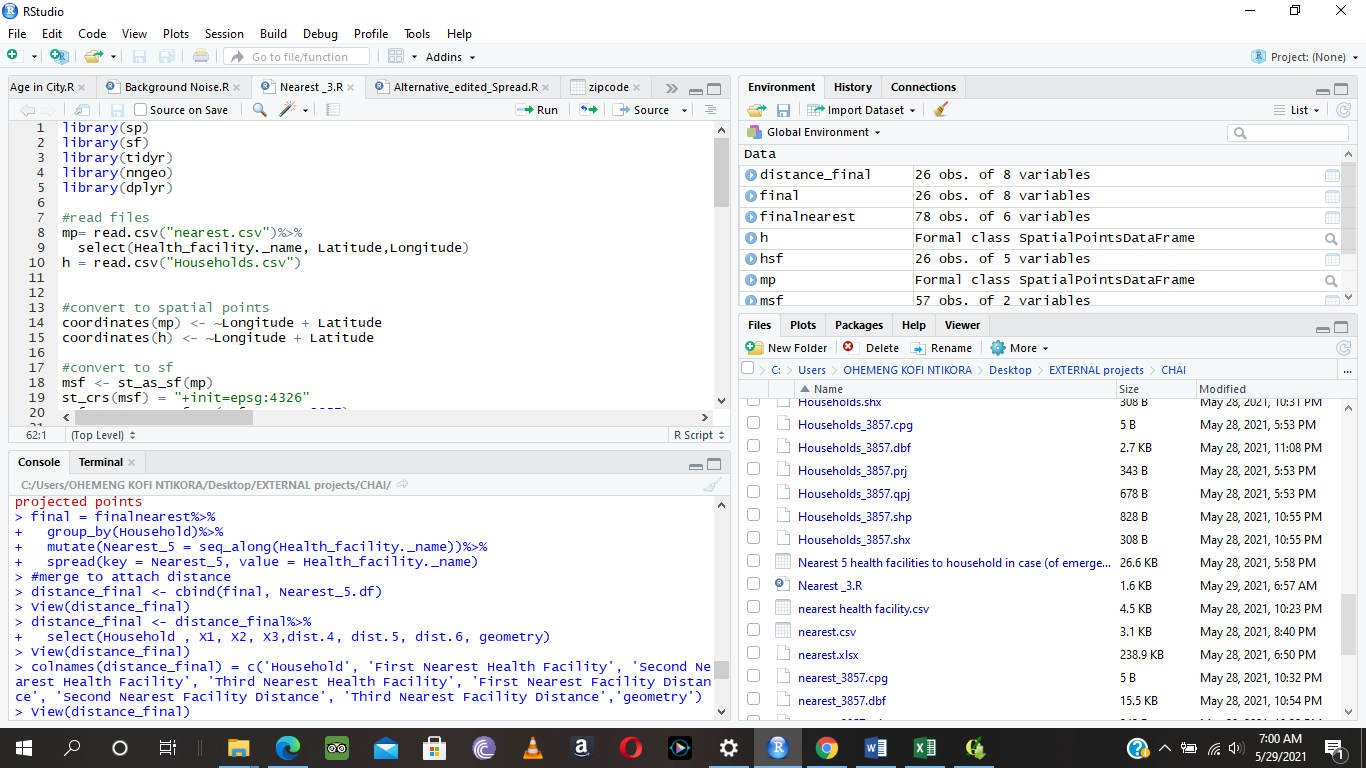 RStudio
File Edit Code View Plots Session Build Debug Profile Tools Help
Go to file/function Addins Project: (None)
Age in City.R Background Noise.R Nearest _3.R Alternative_edited_Spread.R zipcode
Source on Save Run Source
1 library(sp)
2 library(sf)
3 library(tidyr)
4 library(nngeo)
5 library(dplyr)
6
7 #read files
8 mp= read.csv("nearest.csv")%>%
9 select(Health_facility._name, Latitude,Longitude)
10 h = read.csv("Households.csv")
11
12
13 #convert to spatial points
14 coordinates(mp) <- ~Longitude + Latitude
15 coordinates(h) <- ~Longitude + Latitude
16
17 #convert to sf
18 msf <- st_as_sf(mp)
19 st_crs(msf) = "+init=epsg:4326"
20
62:1 (Top Level) R Script
Console Terminal
C:/Users/OHEMENG KOFI NTIKORA/Desktop/EXTERNAL projects/CHAI/
projected points
> final = finalnearest%>%
+ group_by(Household)%>%
+ mutate(Nearest_5 = seq_along(Health_facility._name))%>%
+ spread(key = Nearest_5, value = Health_facility._name)
> #merge to attach distance
> distance_final <- cbind(final, Nearest_5.df)
> View(distance_final)
> distance_final <- distance_final%>%
+ select(Household , X1, X2, X3,dist.4, dist.5, dist.6, geometry)
> View(distance_final)
> colnames(distance_final) = c('Household', 'First Nearest Health Facility', 'Second Ne
arest Health Facility', 'Third Nearest Health Facility', 'First Nearest Facility Distan
ce', 'Second Nearest Facility Distance', 'Third Nearest Facility Distance','geometry')
> View(distance_final)
Environment History Connections
Import Dataset List
Global Environment
Data
distance_final 26 obs. of 8 variables
final 26 obs. of 8 variables
finalnearest 78 obs. of 6 variables
h Formal class SpatialPointsDataFrame
hsf 26 obs. of 5 variables
mp Formal class SpatialPointsDataFrame
msf 57 obs. of 2 variables
Files Plots Packages Help Viewer
New Folder Delete Rename More
C: Users OHEMENG KOFI NTIKORA Desktop EXTERNAL projects CHAI ...
Name Size Modified
Households.shx 308 B May 28, 2021, 10:31 PM
Households_3857.cpg 5 B May 28, 2021, 5:53 PM
Households_3857.dbf 2.7 KB May 28, 2021, 11:08 PM
Households_3857.prj 343 B May 28, 2021, 5:53 PM
Households_3857.qpj 678 B May 28, 2021, 5:53 PM
Households_3857.shp 828 B May 28, 2021, 10:55 PM
Households_3857.shx 308 B May 28, 2021, 10:55 PM
Nearest 5 health facilities to household in case (of emerge... 26.6 KB May 28, 2021, 5:58 PM
Nearest _3.R 1.6 KB May 29, 2021, 6:57 AM
nearest health facility.csv 4.5 KB May 28, 2021, 10:23 PM
nearest.csv 3.1 KB May 28, 2021, 8:40 PM
nearest.xlsx 238.9 KB May 28, 2021, 6:50 PM
nearest_3857.cpg 5 B May 28, 2021, 10:32 PM
nearest_3857.dbf 15.5 KB May 28, 2021, 10:54 PM
7:00 AM
5/29/2021